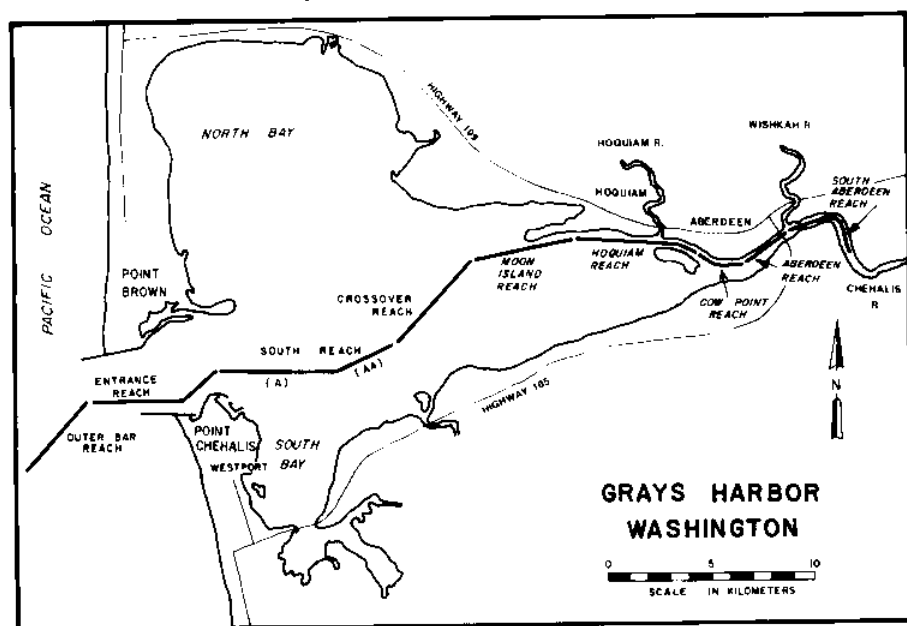 PACIFIC OCEAN
NORTH BAY
HIGHWAY 109
HOQUIAM R.
WISHKAH R
HOQUIAM
ABERDEEN
SOUTH
ABERDEEN
REACH
POINT
BROWN
MOON
ISLAND
REACH
HOQUIAM
REACH
ABERDEEN
REACH
COW POINT
REACH
CHEHALIS
R
CROSSOVER
REACH
SOUTH REACH
(A)
(AA)
ENTRANCE
REACH
OUTER BAR
REACH
POINT
CHEHALIS
WESTPORT
SOUTH
BAY
HIGHWAY 105
N
GRAYS HARBOR
WASHINGTON
0 5 10
SCALE IN KILOMETERS